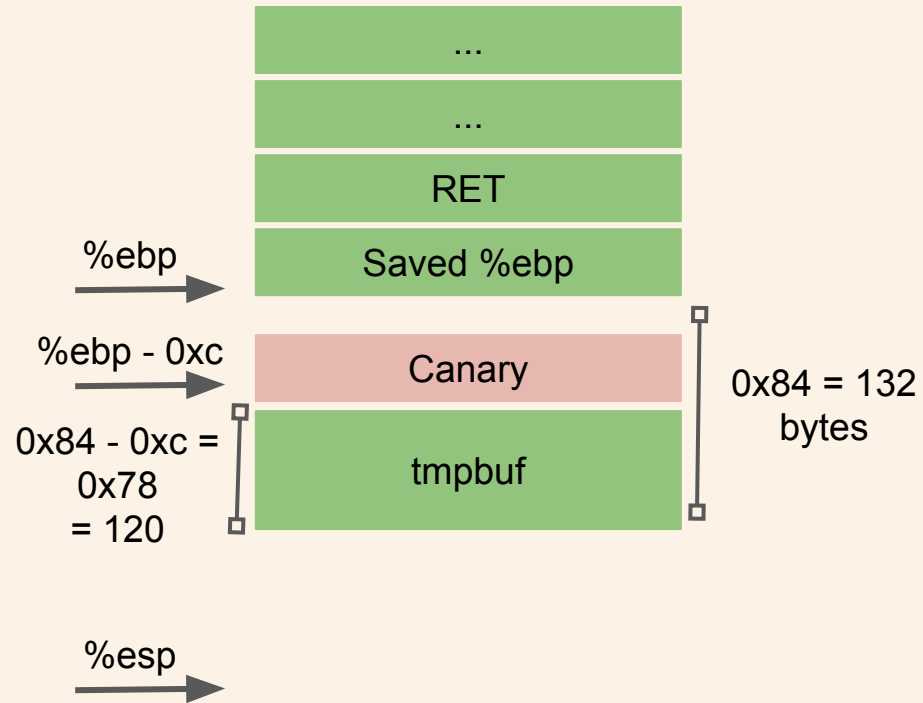 ...
...
RET
%ebp
Saved %ebp
%ebp - 0xc
Canary
0x84 = 132
bytes
0x84 - 0xc =
0x78
= 120
tmpbuf
%esp